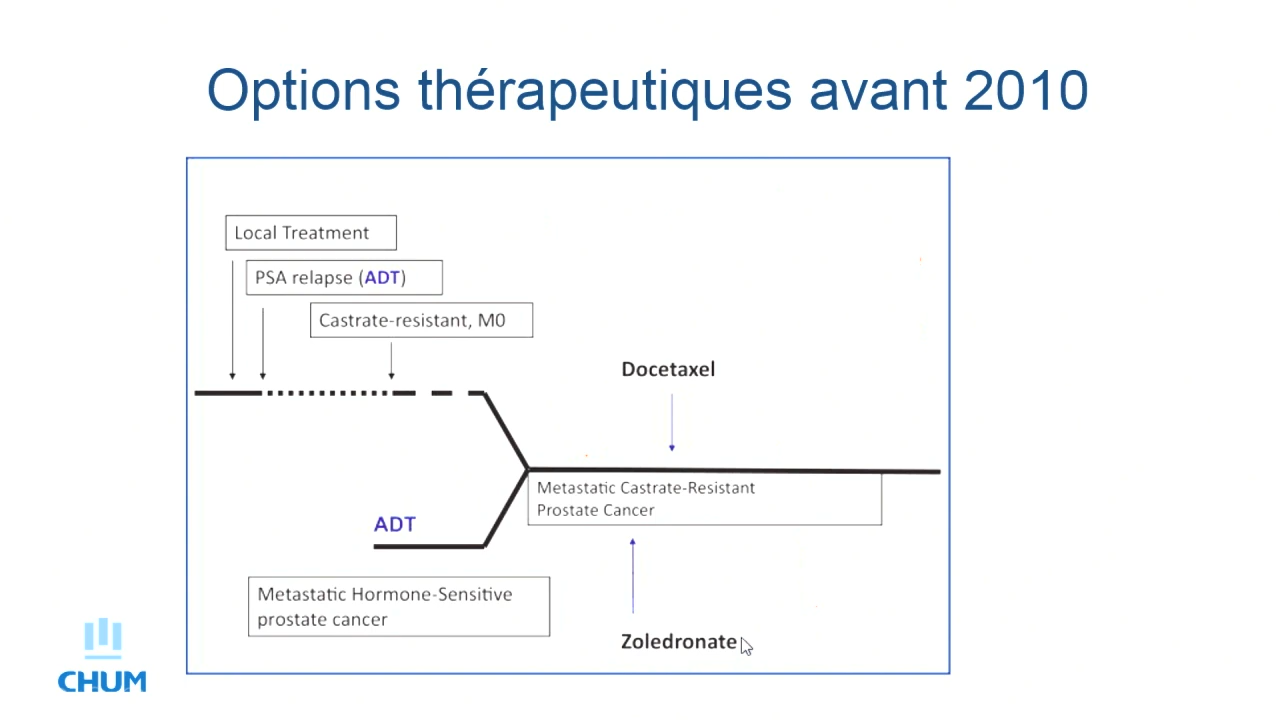 Options thérapeutiques avant 2010
Local Treatment
PSA relapse (ADT)
Castrate-resistant, M0
Docetaxel
Metastatic Castrate-Resistant
Prostate Cancer
ADT
Metastatic Hormone-Sensitive
prostate cancer
Zoledronate
CHUM